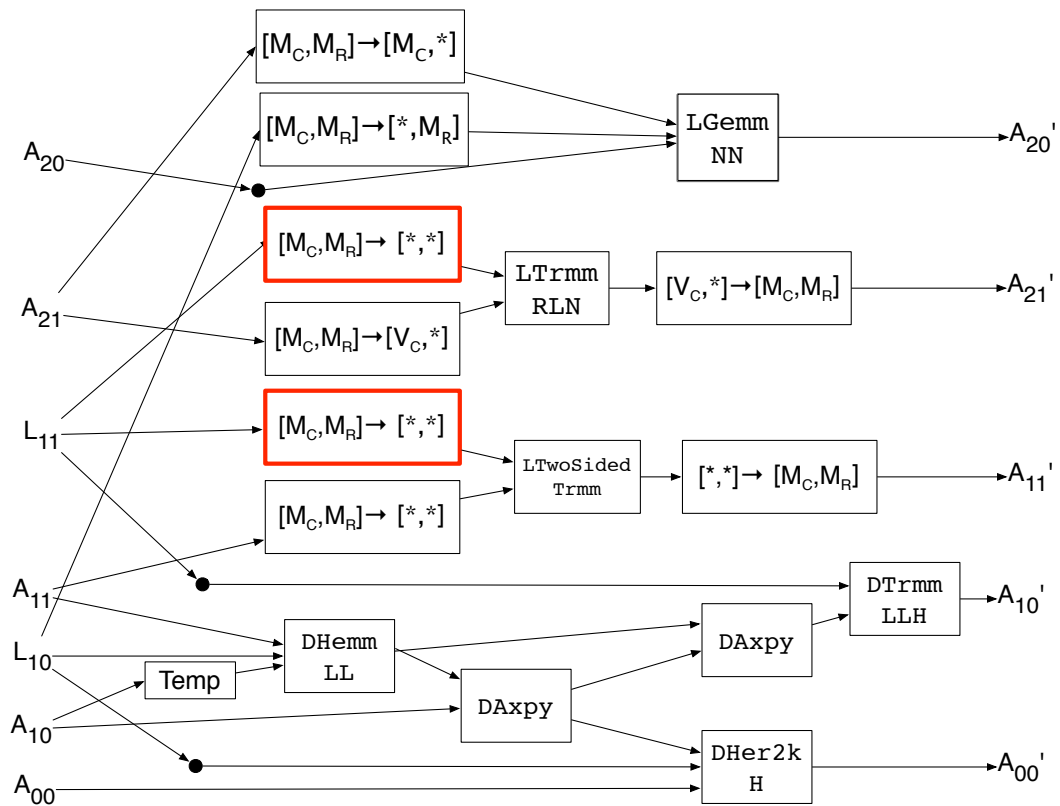 [M_C,M_R]→[M_C,*]
[M_C,M_R]→[*,M_R]
LGemm
NN
A_20
A_20'
[M_C,M_R]→ [*,*]
LTrmm
RLN
[V_C,*]→[M_C,M_R]
A_21
A_21'
[M_C,M_R]→[V_C,*]
L_11
[M_C,M_R]→ [*,*]
LTwoSided
Trmm
[*,*]→ [M_C,M_R]
A_11'
[M_C,M_R]→ [*,*]
A_11
DTrmm
LLH
A_10'
L_10
DHemm
LL
DAxpy
Temp
A_10
DAxpy
DHer2k
H
A_00
A_00'